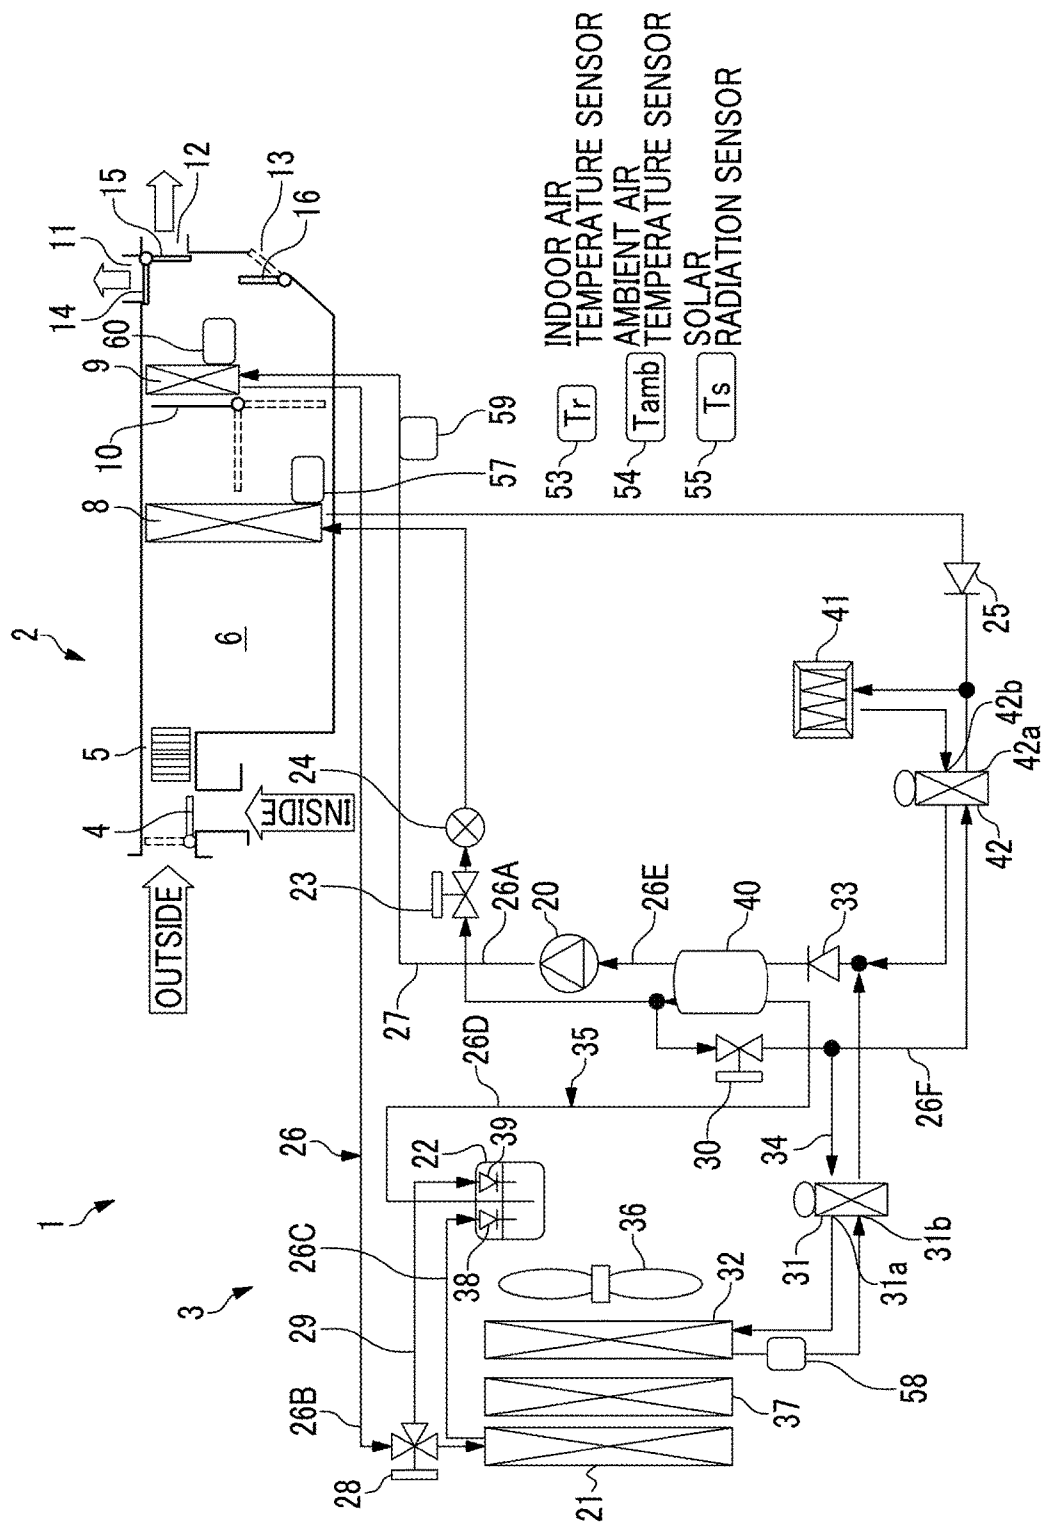 2
1
14
11
4
5
8
10
9
15
OUTSIDE
3
12
60
6
13
26B
29
26C
26
INSIDE
16
28
22
23
24
27
38
39
26D
26A
57
59
20
INDOOR AIR
21
35
53
Tr
TEMPERATURE SENSOR
36
AMBIENT AIR
26E
54
Tamb
TEMPERATURE SENSOR
SOLAR
30
55
Ts
RADIATION SENSOR
32
40
37
34
31
41
33
31a
58
26F
31b
42
25
42b
42a